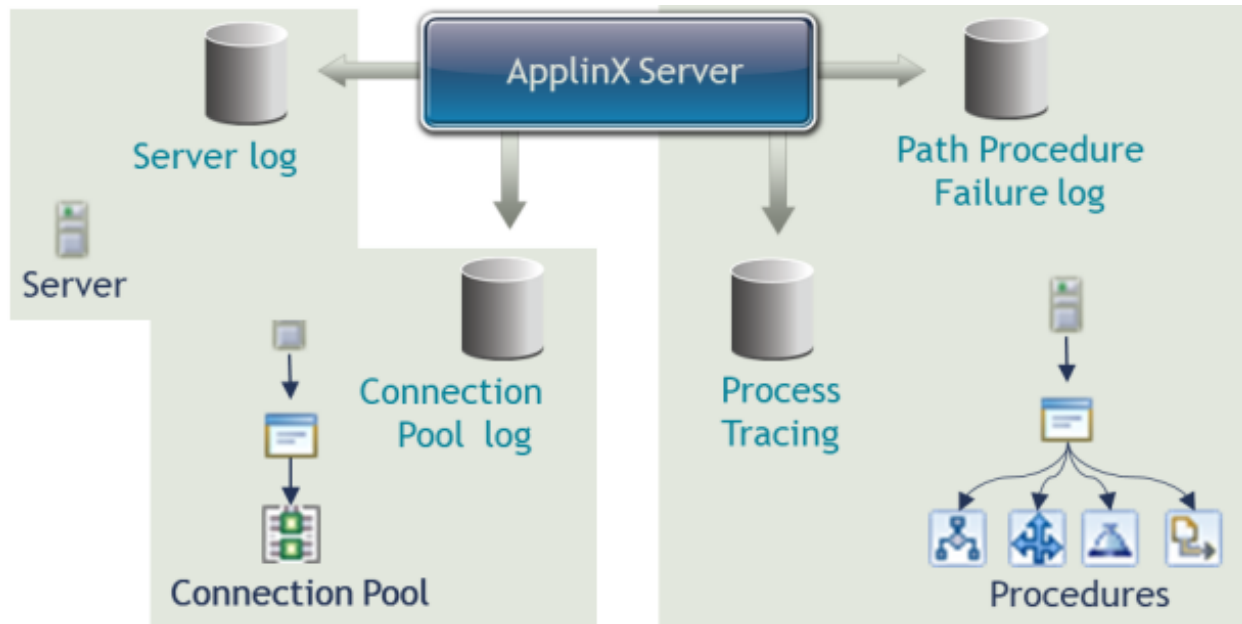 ApplinX Server
Server log
Path Procedure
Failure log
Server
Connection
Pool log
Process
Tracing
Connection Pool
Procedures